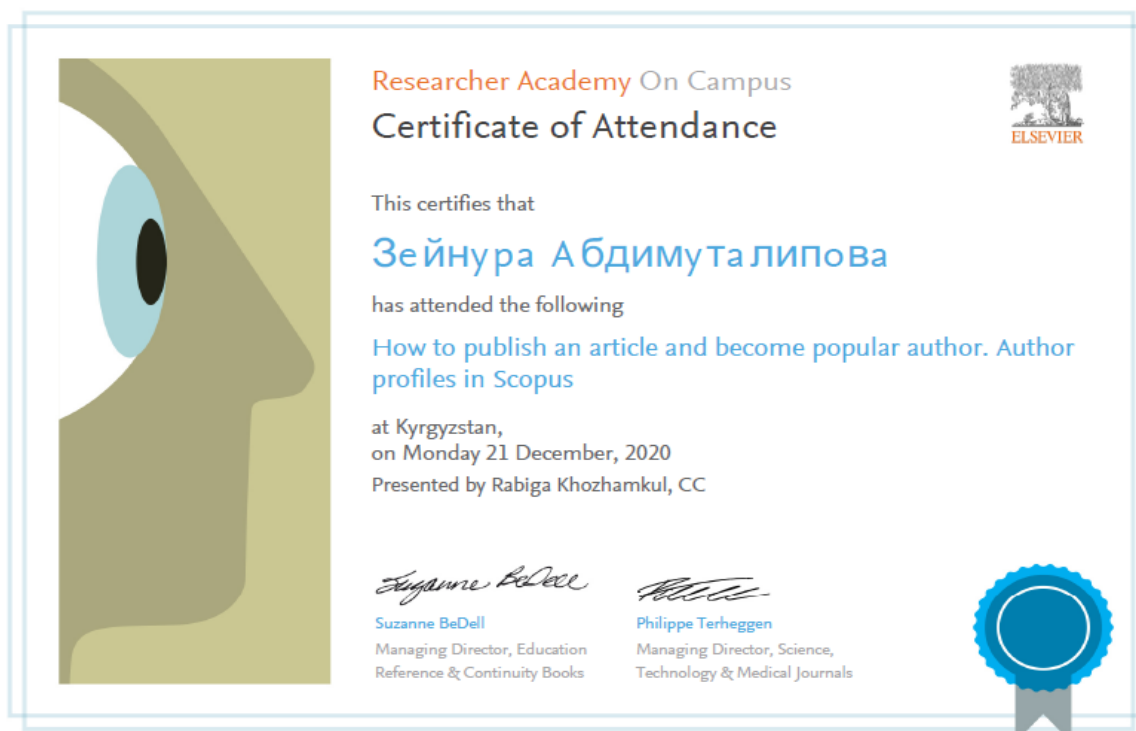 Researcher Academy On Campus
Certificate of Attendance
ELSEVIER
This certifies that
Зейнура Абдимуталипова
has attended the following
How to publish an article and become popular author. Author
profiles in Scopus
at Kyrgyzstan,
on Monday 21 December, 2020
Presented by Rabiga Khozhamkul, CC
Suzanne BeDell
Suzanne BeDell
Managing Director, Education
Reference & Continuity Books
Philippe Terheggen
Managing Director, Science,
Technology & Medical Journals